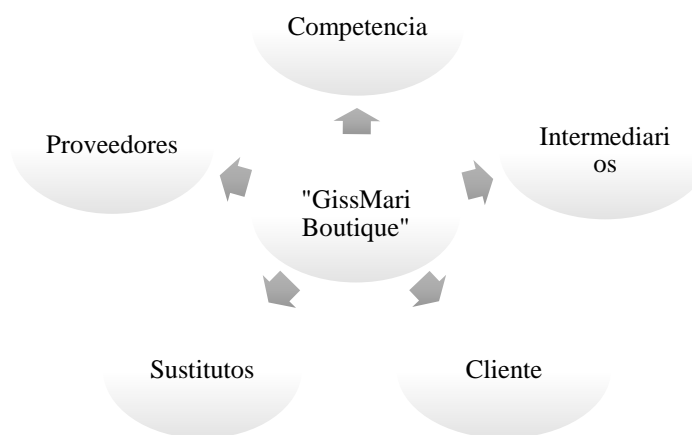 Competencia
Proveedores
Intermediari
os
"GissMari
Boutique"
Sustitutos
Cliente